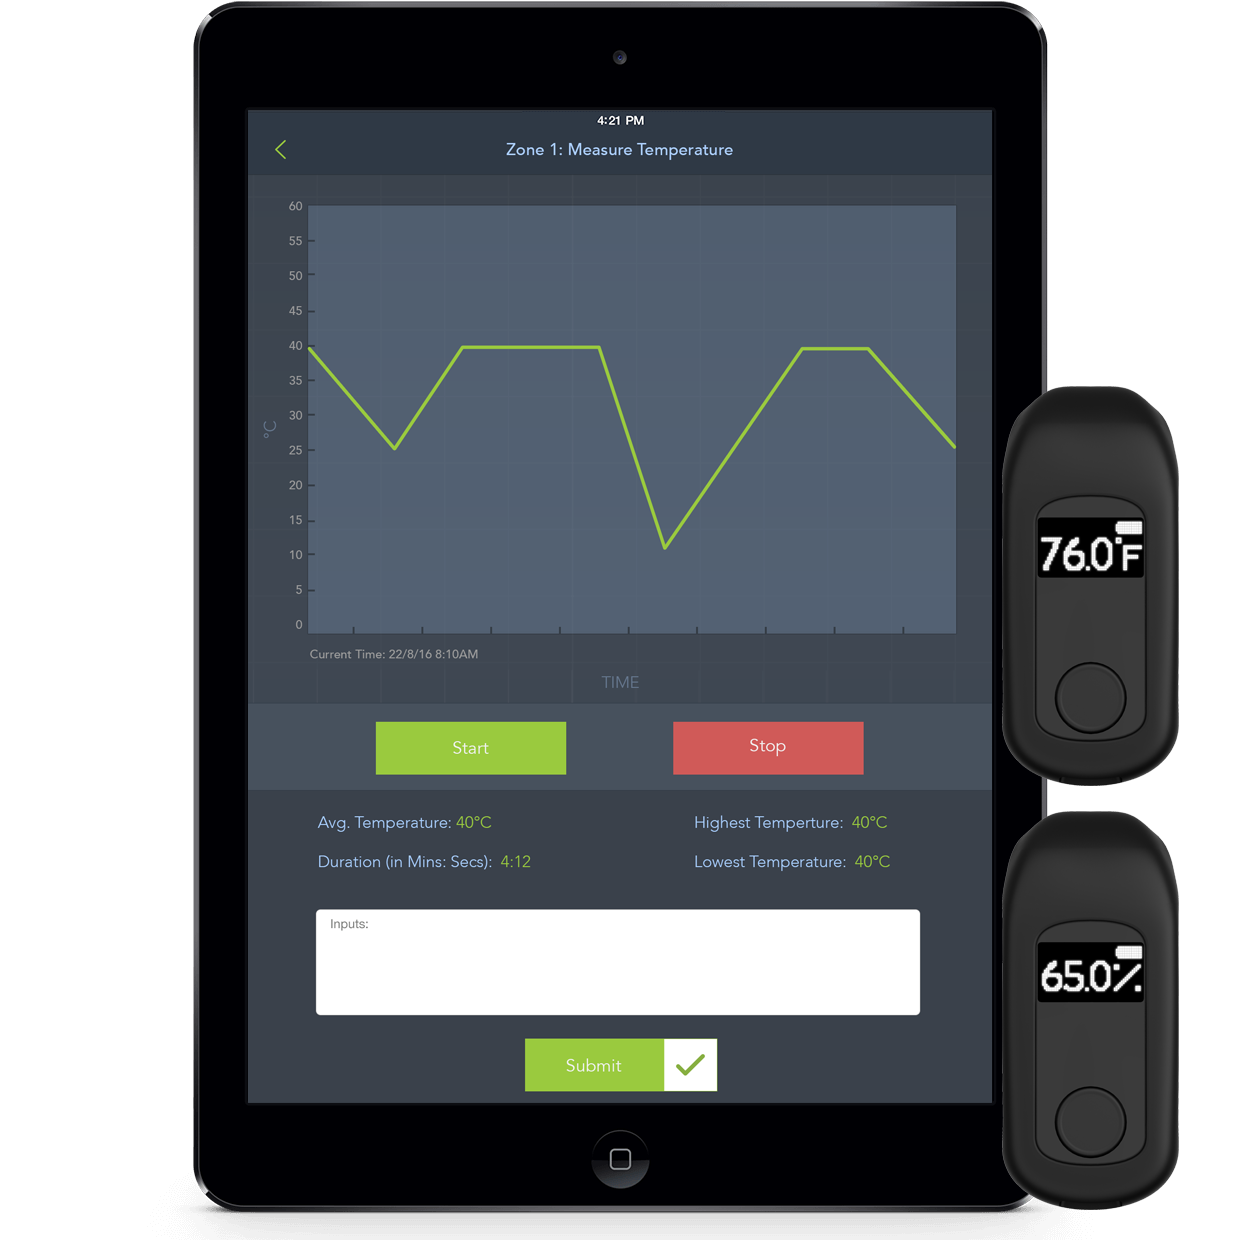 4:21 PM
Zone 1: Measure Temperature
60
55
50
45
40
35
30
25
20
15
10
5
0
°C
Current Time: 22/8/16 8:10AM
TIME
Start
Stop
Avg. Temperature: 40°C
Highest Temperture: 40°C
Duration (in Mins: Secs): 4:12
Lowest Temperature: 40°C
Inputs:
Submit
76.0°F
65.0%